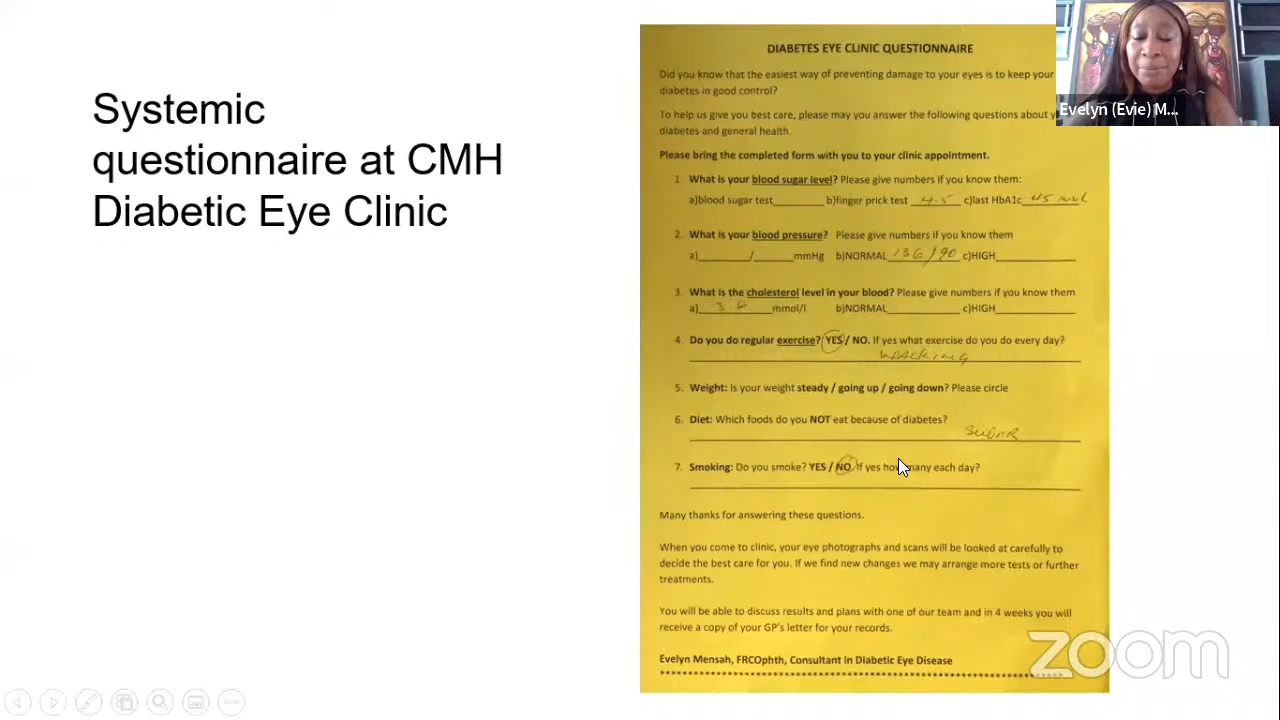 Systemic
questionnaire at CMH
Diabetic Eye Clinic
DIABETES EYE CLINIC QUESTIONNAIRE
Did you know that the easiest way of preventing damage to your eyes is to keep your
diabetes in good control?
To help us give you best care, please may you answer the following questions about
diabetes and general health.
Please bring the completed form with you to your clinic appointment.
1. What is your blood sugar level? Please give numbers if you know them:
a)blood sugar test_______ b)finger prick test 4.5 c)last HbA1c 45
2. What is your blood pressure? Please give numbers if you know them
a)_______/_______mmHg b)NORMAL 136/90 c)HIGH___________
3. What is the cholesterol level in your blood? Please give numbers if you know them
a) mmol/l b)NORMAL___________ c)HIGH___________
4. Do you do regular exercise? YES / NO. If yes what exercise do you do every day?
WALKING
5. Weight: Is your weight steady / going up / going down? Please circle
6. Diet: Which foods do you NOT eat because of diabetes?
SUGAR
7. Smoking: Do you smoke? YES / NO. If yes how many each day?
Many thanks for answering these questions.
When you come to clinic, your eye photographs and scans will be looked at carefully to
decide the best care for you. If we find new changes we may arrange more tests or further
treatments.
You will be able to discuss results and plans with one of our team and in 4 weeks you will
receive a copy of your GP's letter for your records.
Evelyn Mensah, FRCOphth, Consultant in Diabetic Eye Disease
Evelyn (Evie) M...
zoom